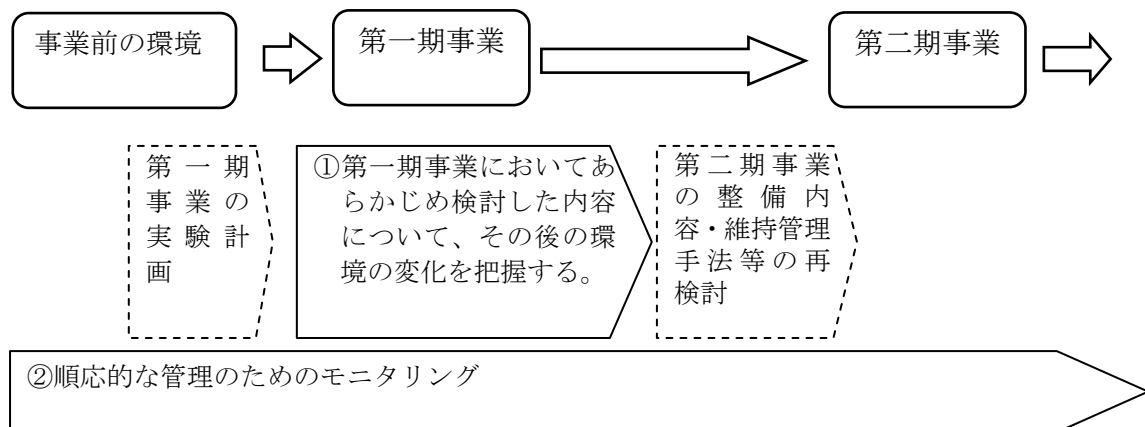 事業前の環境
第一期事業
第二期事業
第一期
事業の
実験計
画
①第一期事業においてあ
らかじめ検討した内容
について、その後の環
境の変化を把握する。
第二期事業
の整備内
容・維持管理
手法等の再
検討
②順応的な管理のためのモニタリング